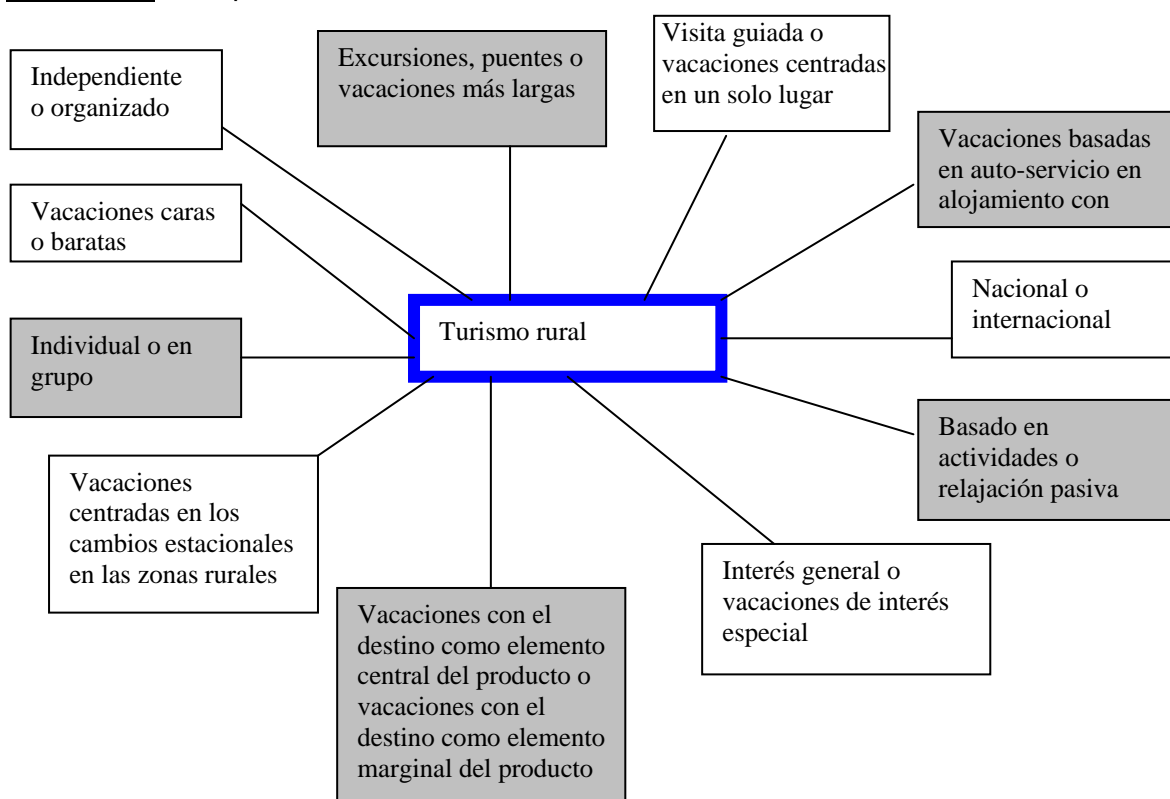 Independiente
o organizado
Excursiones, puentes o
vacaciones más largas
Visita guiada o
vacaciones centradas
en un solo lugar
Vacaciones basadas
en auto-servicio en
alojamiento con
Vacaciones caras
o baratas
Nacional o
internacional
Turismo rural
Individual o en
grupo
Basado en
actividades o
relajación pasiva
Vacaciones
centradas en los
cambios estacionales
en las zonas rurales
Interés general o
vacaciones de interés
especial
Vacaciones con el
destino como elemento
central del producto o
vacaciones con el
destino como elemento
marginal del producto